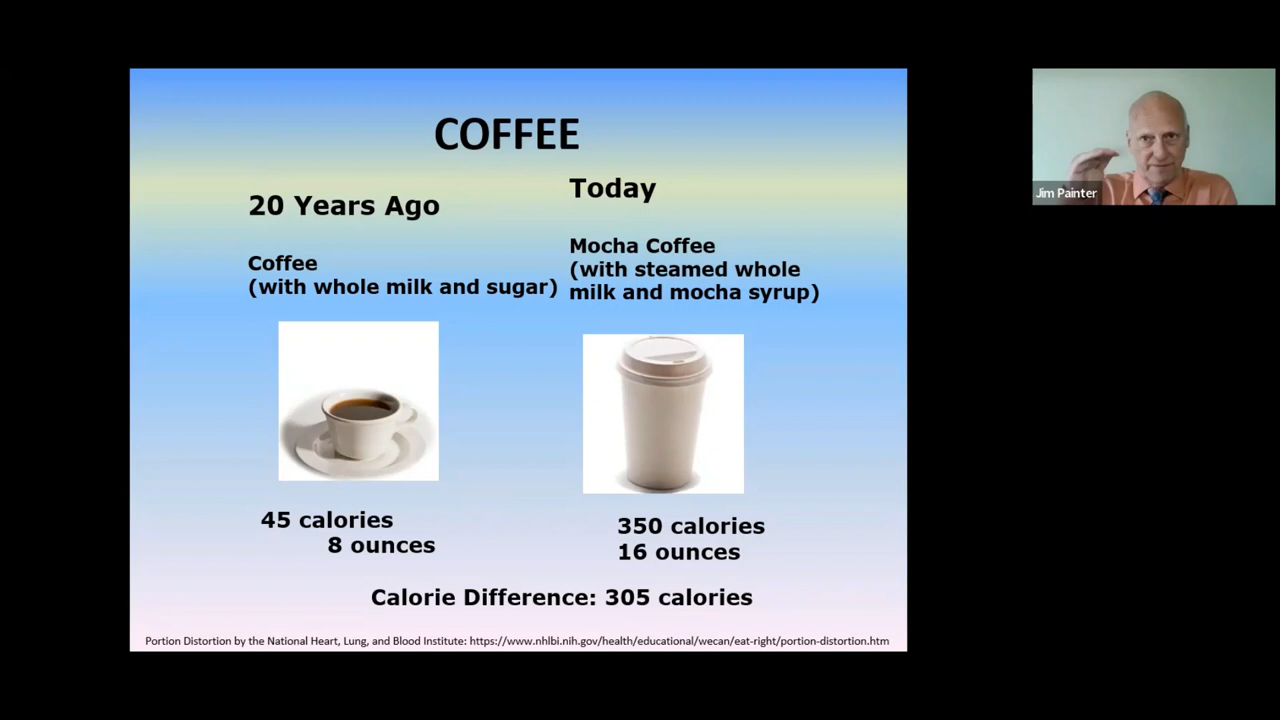 COFFEE
20 Years Ago
Coffee
(with whole milk and sugar)
45 calories
8 ounces
Today
Mocha Coffee
(with steamed whole
milk and mocha syrup)
350 calories
16 ounces
Calorie Difference: 305 calories
Portion Distortion by the National Heart, Lung, and Blood Institute: https://www.nhlbi.nih.gov/health/educational/wecan/eat-right/portion-distortion.htm
Jim Painter